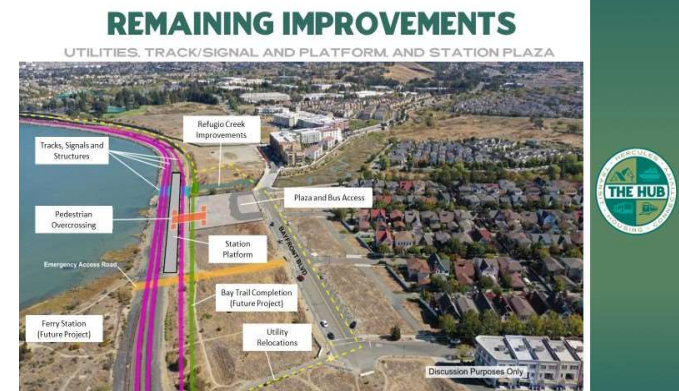 REMAINING IMPROVEMENTS
UTILITIES, TRACK/SIGNAL AND PLATFORM, AND STATION PLAZA
Refugio Creek
Improvements
Tracks, Signals and
Structures
Plaza and Bus Access
Pedestrian
Overcrossing
Station
Platform
BAYFRONT BLVD
Emergency Access Road
Bay Trail Completion
(Future Project)
Ferry Station
(Future Project)
Utility
Relocations
Discussion Purposes Only
HERCULES
THE HUB
HOUSING